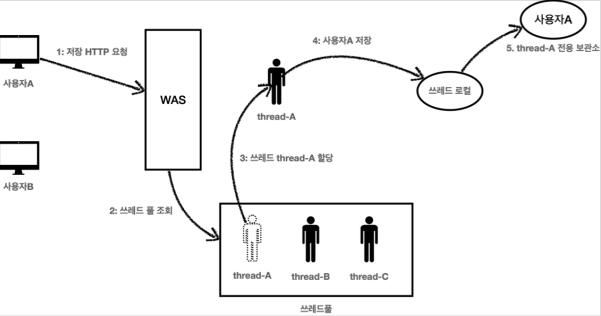 사용자A
4: 사용자A 저장
1: 저장 HTTP 요청
5. thread-A 전용 보관소
사용자A
쓰레드 로컬
WAS
thread-A
3: 쓰레드 thread-A 할당
사용자B
2: 쓰레드 풀 조회
thread-A
thread-B
thread-C
쓰레드풀